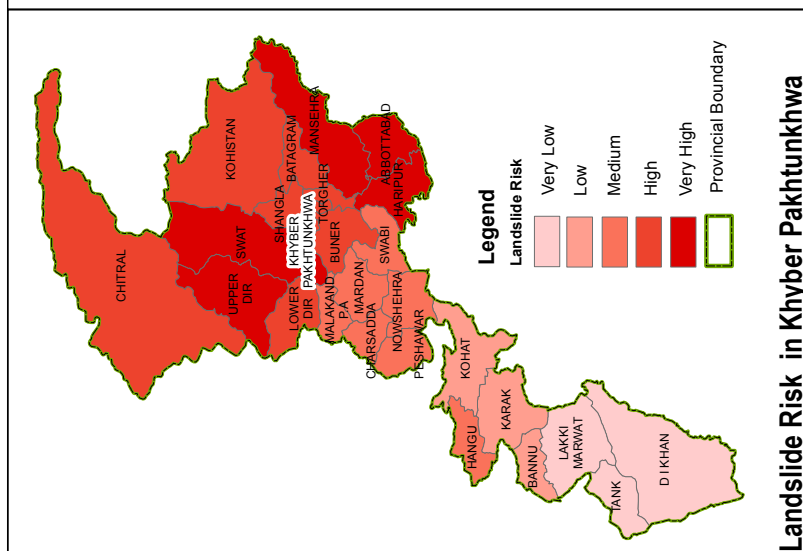 CHITRAL
KOHISTAN
SWAT
UPPER
DIR
SHANGLA
BATAGRAM
MANSEHRA
KHYBER
PAKHTUNKHWA
TORGHER
LOWER
DIR
MALAKAND
P.A
BUNER
ABBOTTABAD
HARIPUR
MARDAN
SWABI
CHARSADDA
NOWSHEHRA
PESHAWAR
KOHAT
HANGU
KARAK
BANNU
LAKKI
MARWAT
TANK
D I KHAN
Legend
Landslide Risk
Very Low
Low
Medium
High
Very High
Provincial Boundary
Landslide Risk in Khyber Pakhtunkhwa